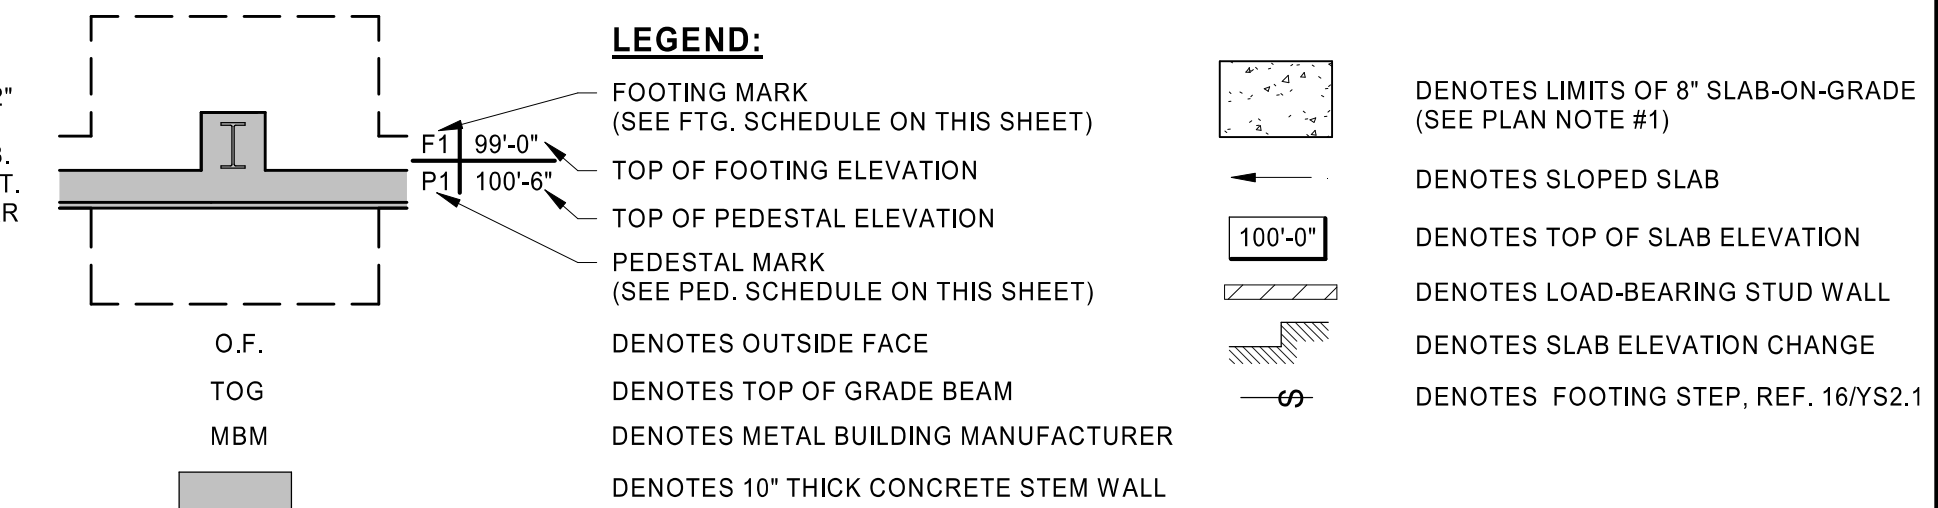 LEGEND:
FOOTING MARK
(SEE FTG. SCHEDULE ON THIS SHEET)
F1 99'-0"
TOP OF FOOTING ELEVATION
P1 100'-6"
TOP OF PEDESTAL ELEVATION
PEDESTAL MARK
(SEE PED. SCHEDULE ON THIS SHEET)
O.F. DENOTES OUTSIDE FACE
TOG DENOTES TOP OF GRADE BEAM
MBM DENOTES METAL BUILDING MANUFACTURER
DENOTES 10" THICK CONCRETE STEM WALL
DENOTES LIMITS OF 8" SLAB-ON-GRADE
(SEE PLAN NOTE #1)
DENOTES SLOPED SLAB
100'-0" DENOTES TOP OF SLAB ELEVATION
DENOTES LOAD-BEARING STUD WALL
DENOTES SLAB ELEVATION CHANGE
S DENOTES FOOTING STEP, REF. 16/YS2.1